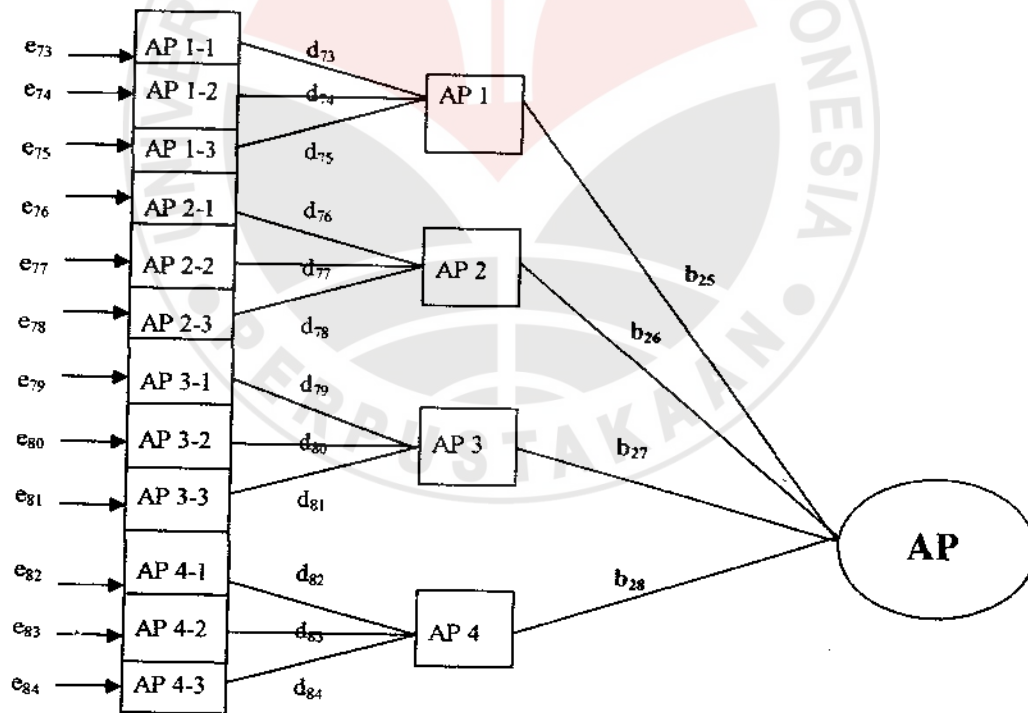 e73 AP 1-1 d73
e74 AP 1-2 d74 AP 1
e75 AP 1-3 d75
e76 AP 2-1 d76
e77 AP 2-2 d77 AP 2 b25
e78 AP 2-3 d78 b26
e79 AP 3-1 d79
e80 AP 3-2 d80 AP 3 b27
e81 AP 3-3 d81
AP
e82 AP 4-1 d82 b28
e83 AP 4-2 d83 AP 4
e84 AP 4-3 d84
UNIVER
ONESIA
PERPUSTAKAAN